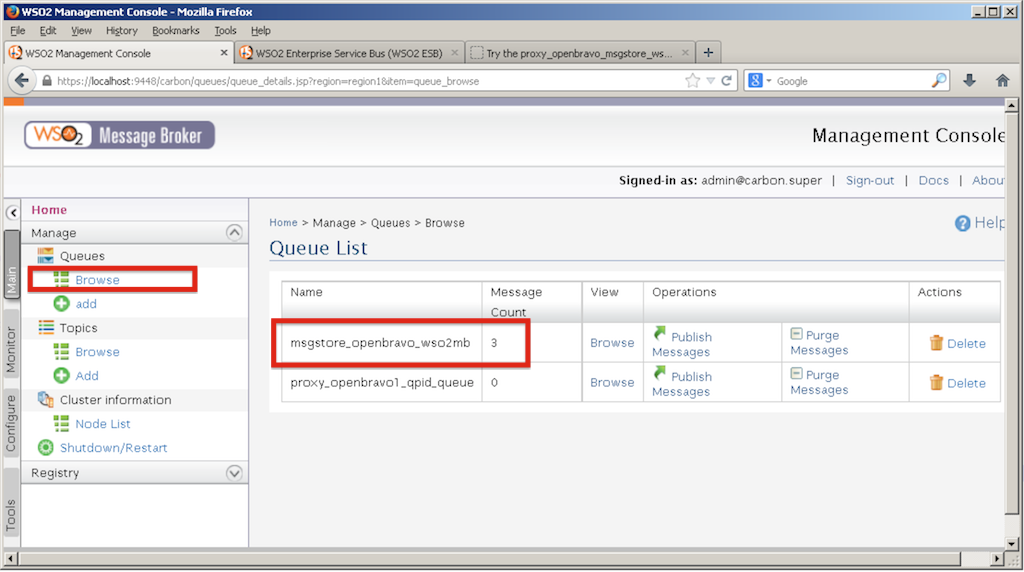 WSO2 Management Console - Mozilla Firefox
File Edit View History Bookmarks Tools Help
WSO2 Management Console
WSO2 Enterprise Service Bus (WSO2 ESB)
Try the proxy_openbravo_msgstore_ws...
https://localhost:9448/carbon/queues/queue_details.jsp?region=region1&item=queue_browse
Google
WSO2 Message Broker
Management Console
Signed-in as: admin@carbon.super | Sign-out | Docs | Abou
Main
Monitor
Configure
Tools
Home
Manage
Queues
Browse
add
Topics
Browse
Add
Cluster information
Node List
Shutdown/Restart
Registry
Home > Manage > Queues > Browse
Help
Queue List
Name Message Count View Operations Actions
msgstore_openbravo_wso2mb 3 Browse Publish Messages Purge Messages Delete
proxy_openbravo1_qpid_queue 0 Browse Publish Messages Purge Messages Delete